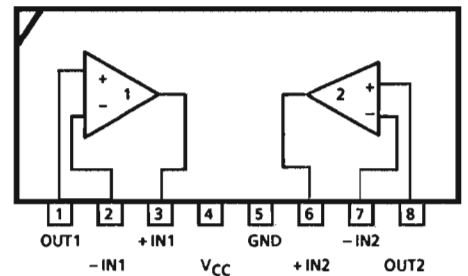 + 1 2 +
− −
1 2 3 4 5 6 7 8
OUT1 +IN1 GND −IN2
−IN1 VCC +IN2 OUT2